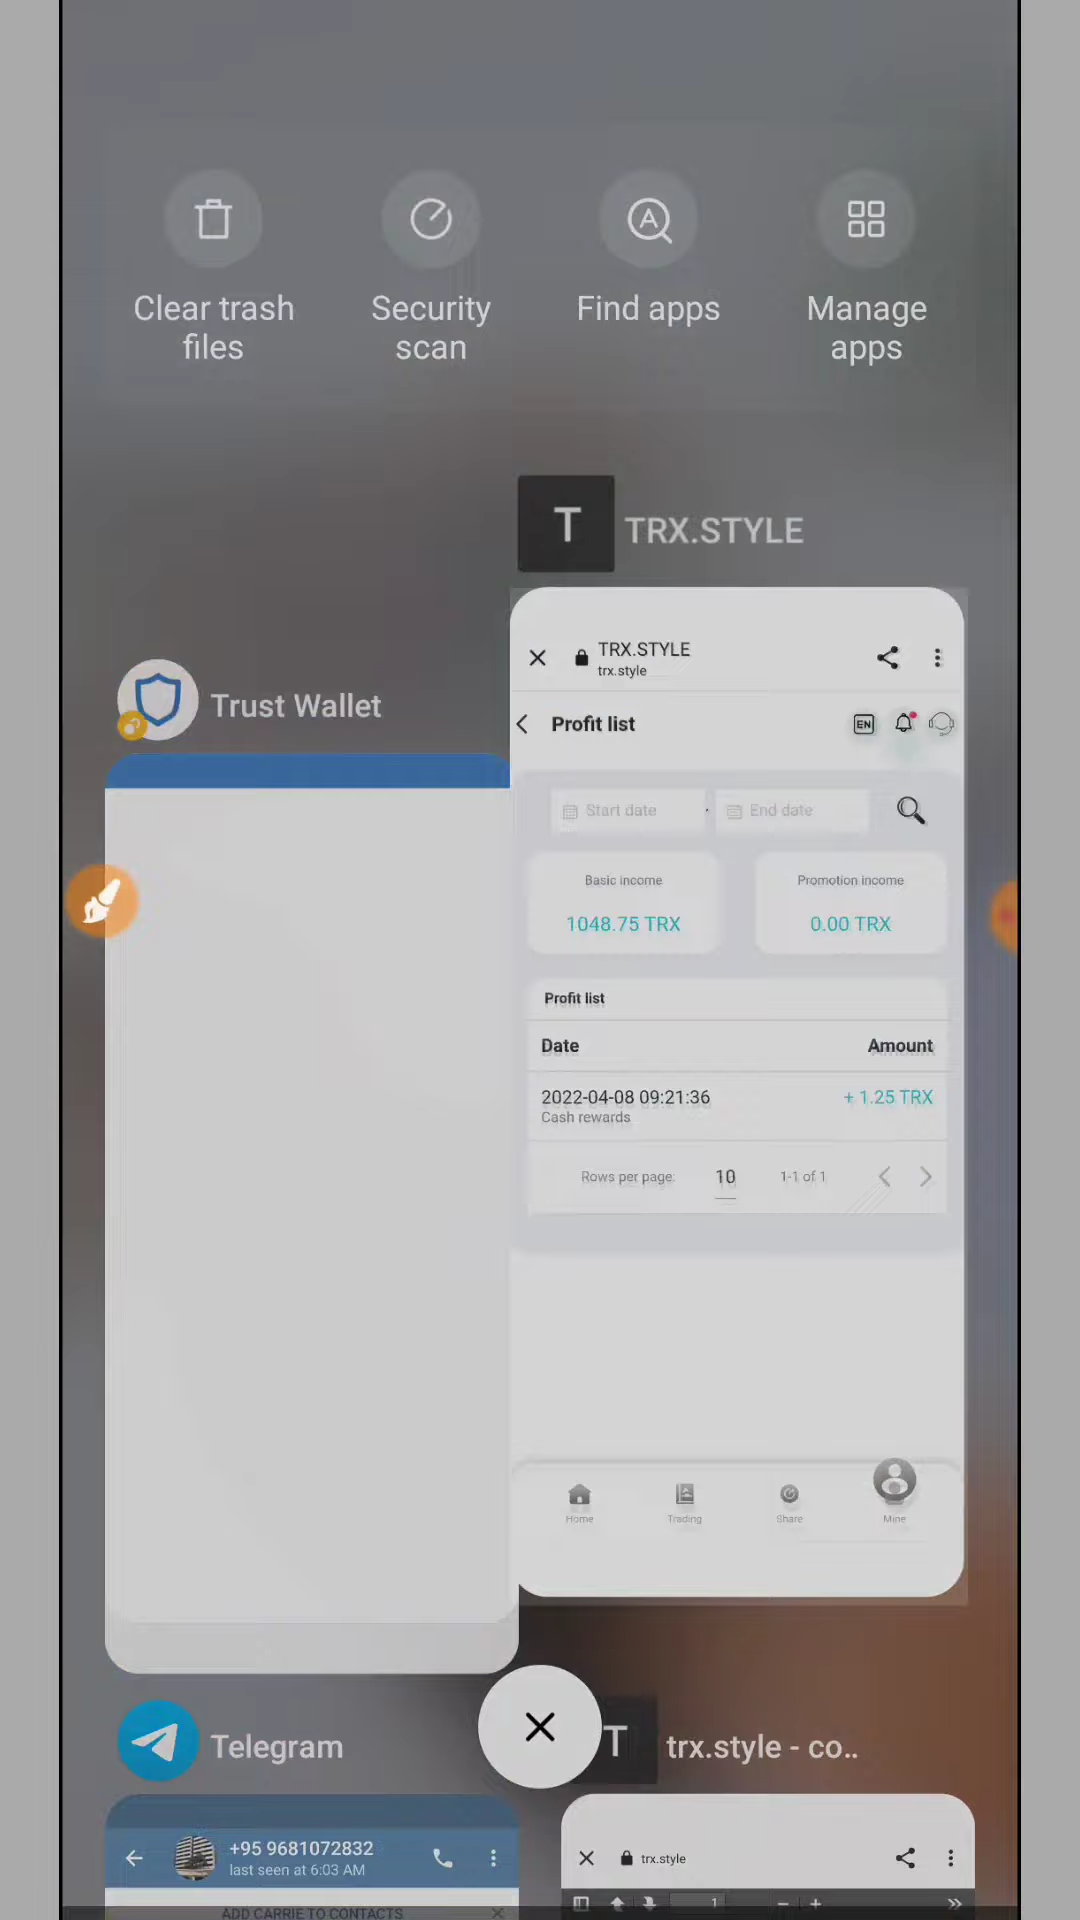 Clear trash
files
Security
scan
Find apps
Manage
apps
T
TRX.STYLE
Trust Wallet
TRX.STYLE
trx.style
Profit list
EN
Start date
End date
Basic income
1048.75 TRX
Promotion income
0.00 TRX
Profit list
Date Amount
2022-04-08 09:21:36 + 1.25 TRX
Cash rewards
Rows per page: 10 1-1 of 1
Home
Trading
Share
Mine
Telegram
T
trx.style - co..
+95 9681072832
last seen at 6:03 AM
ADD CARRIE TO CONTACTS
trx.style
1